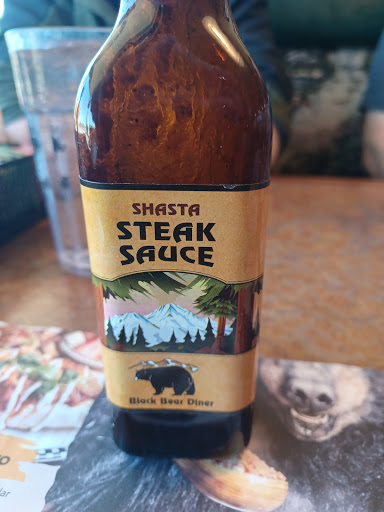 SHASTA
STEAK
SAUCE
Black Bear Diner